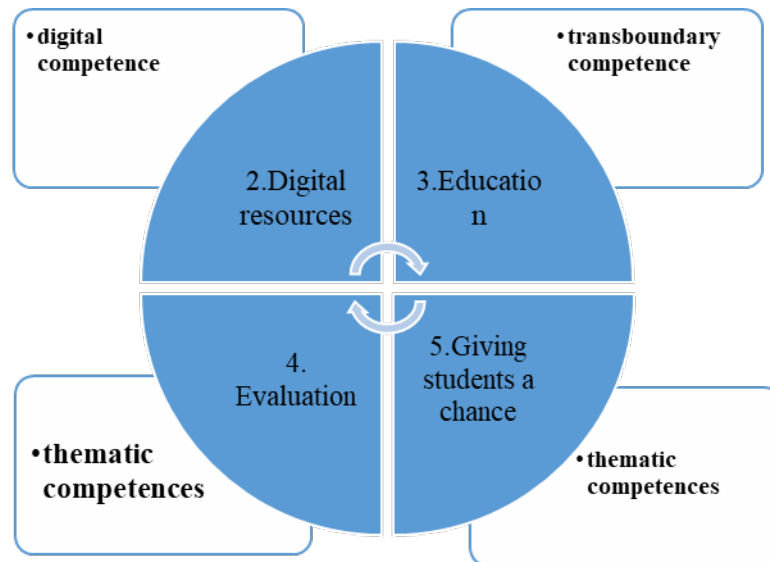 •digital
competence
•transboundary
competence
2.Digital
resources
3.Educatio
n
4.
Evaluation
5.Giving
students a
chance
•thematic
competences
•thematic
competences